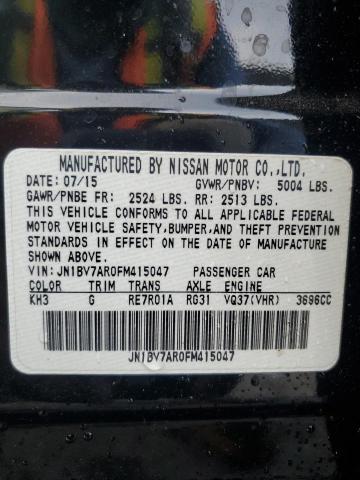 MANUFACTURED BY NISSAN MOTOR CO.,LTD.
DATE: 07/15 GVWR/PNBV: 5004 LBS.
GAWR/PNBE FR: 2524 LBS. RR: 2513 LBS.
THIS VEHICLE CONFORMS TO ALL APPLICABLE FEDERAL
MOTOR VEHICLE SAFETY,BUMPER,AND THEFT PREVENTION
STANDARDS IN EFFECT ON THE DATE OF MANUFACTURE
SHOWN ABOVE.
VIN: JN1BV7AR0FM415047 PASSENGER CAR
COLOR TRIM TRANS AXLE ENGINE
KH3 G RE7R01A RG31 VQ37(VHR) 3696CC
JN1BV7AR0FM415047